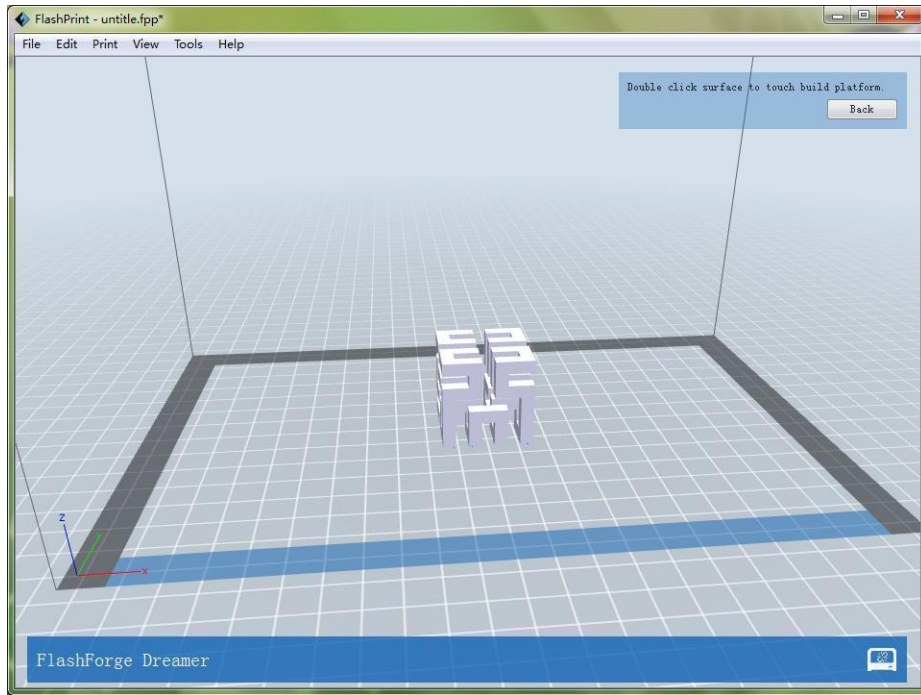 FlashPrint - untitle.fpp*
File Edit Print View Tools Help
Double click surface to touch build platform.
Back
z
x
FlashForge Dreamer